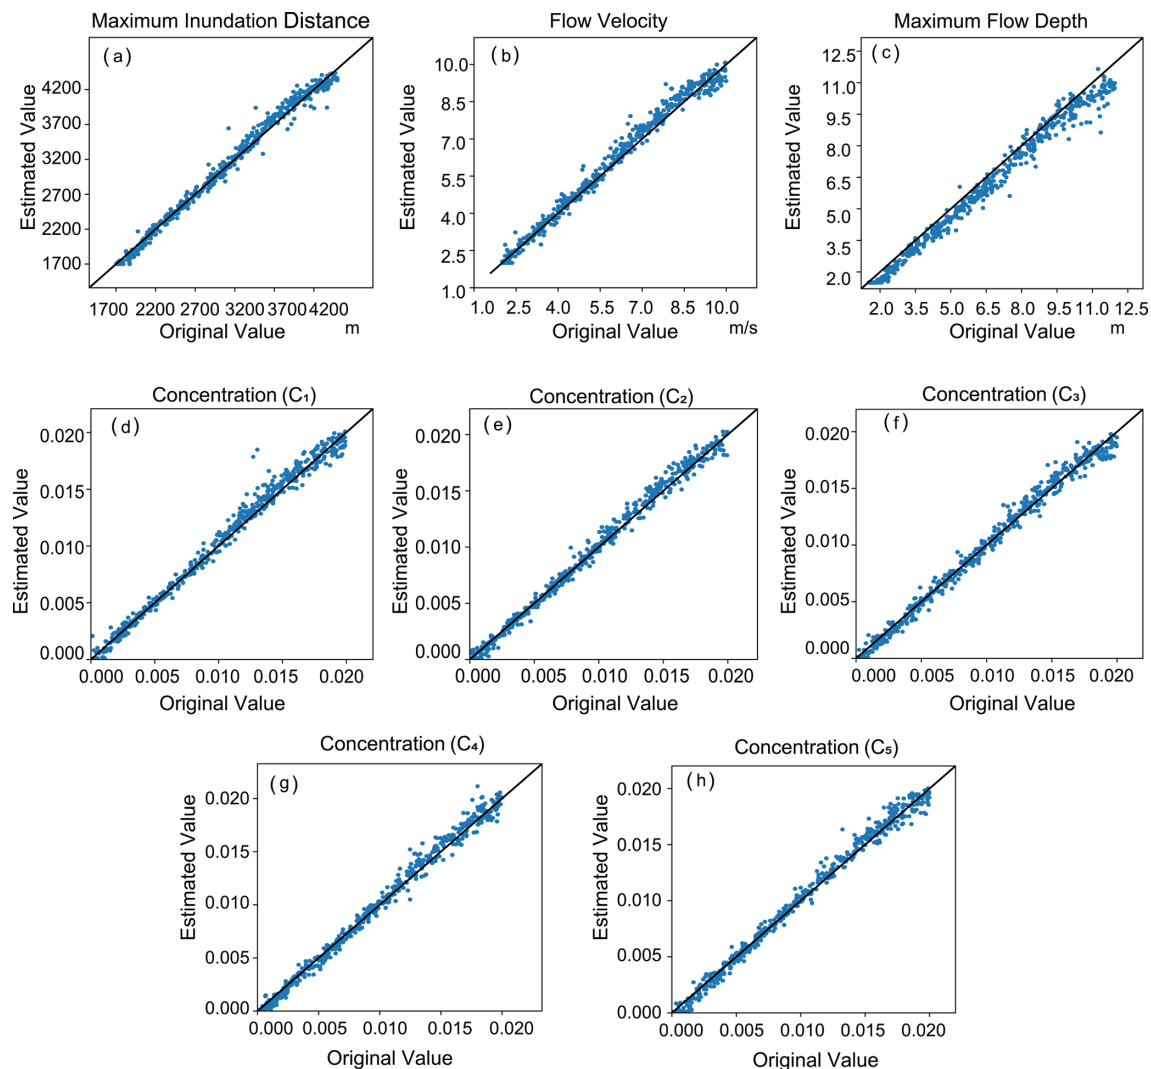 Maximum Inundation Distance
(a)
Estimated Value
4200
3700
3200
2700
2200
1700
1700 2200 2700 3200 3700 4200
Original Value m
Flow Velocity
(b)
Estimated Value
10.0
8.5
7.0
5.5
4.0
2.5
1.0
1.0 2.5 4.0 5.5 7.0 8.5 10.0
Original Value m/s
Maximum Flow Depth
(c)
Estimated Value
12.5
11.0
9.5
8.0
6.5
5.0
3.5
2.0
2.0 3.5 5.0 6.5 8.0 9.5 11.0 12.5
Original Value m
Concentration (C₁)
(d)
Estimated Value
0.020
0.015
0.010
0.005
0.000
0.000 0.005 0.010 0.015 0.020
Original Value
Concentration (C₂)
(e)
Estimated Value
0.020
0.015
0.010
0.005
0.000
0.000 0.005 0.010 0.015 0.020
Original Value
Concentration (C₃)
(f)
Estimated Value
0.020
0.015
0.010
0.005
0.000
0.000 0.005 0.010 0.015 0.020
Original Value
Concentration (C₄)
(g)
Estimated Value
0.020
0.015
0.010
0.005
0.000
0.000 0.005 0.010 0.015 0.020
Original Value
Concentration (C₅)
(h)
Estimated Value
0.020
0.015
0.010
0.005
0.000
0.000 0.005 0.010 0.015 0.020
Original Value